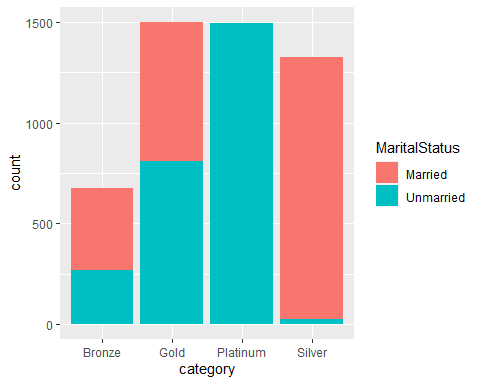 1500
1000
500
0
count
Bronze Gold Platinum Silver
category
MaritalStatus
Married
Unmarried